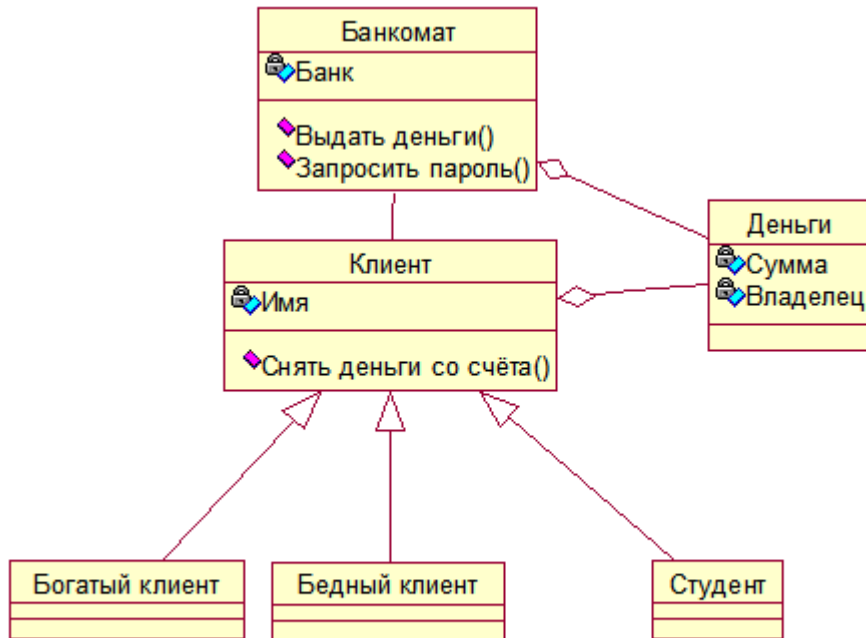 Банкомат
Банк
Выдать деньги()
Запросить пароль()
Деньги
Сумма
Владелец
Клиент
Имя
Снять деньги со счёта()
Богатый клиент
Бедный клиент
Студент